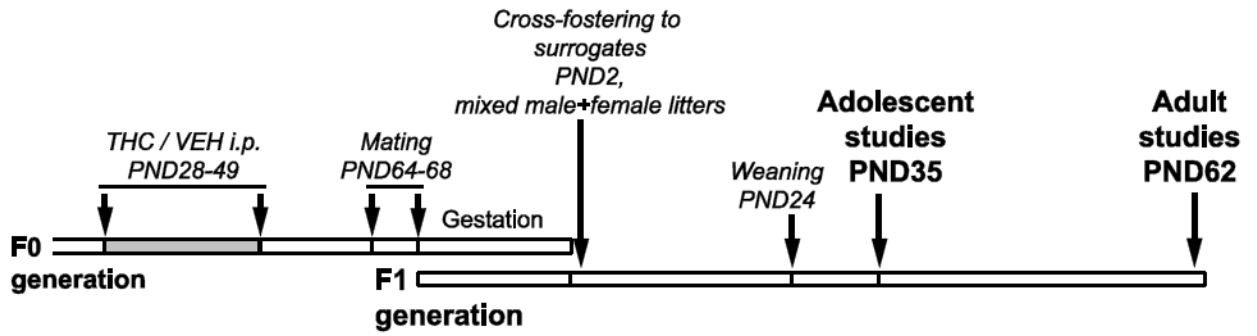 Cross-fostering to
surrogates
PND2,
mixed male+female litters
THC / VEH i.p.
PND28-49
Mating
PND64-68
Gestation
Weaning
PND24
Adolescent
studies
PND35
Adult
studies
PND62
F0
generation
F1
generation